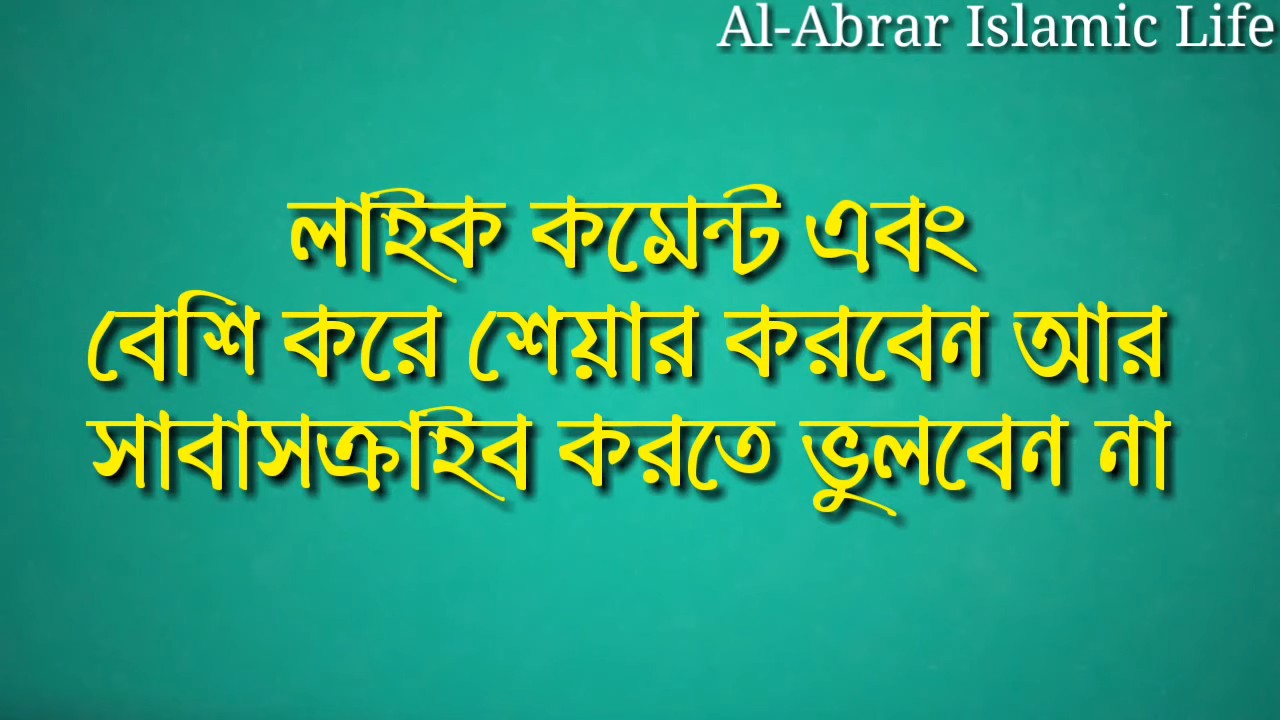 Al-Abrar Islamic Life
লাইক কমেন্ট এবং
বেশি করে শেয়ার করবেন আর
সাবাসক্রাইব করতে ভুলবেন না